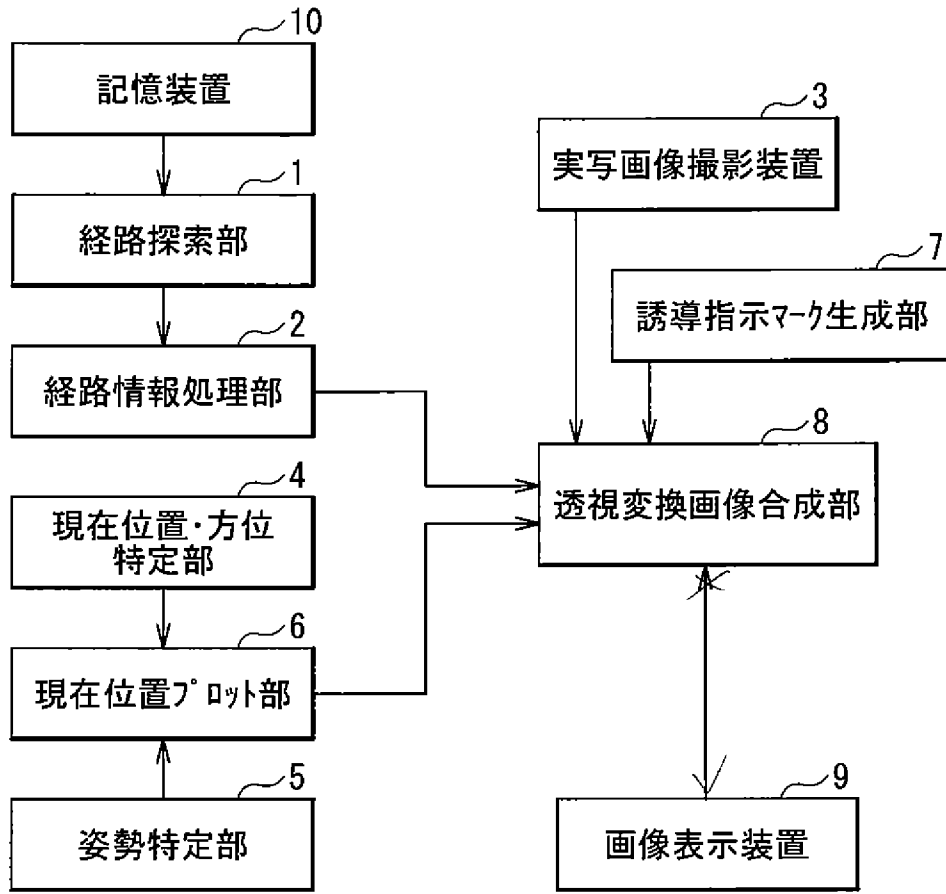 10
記憶装置
1
経路探索部
2
経路情報処理部
4
現在位置・方位
特定部
6
現在位置プロット部
5
姿勢特定部
3
実写画像撮影装置
7
誘導指示マーク生成部
8
透視変換画像合成部
9
画像表示装置